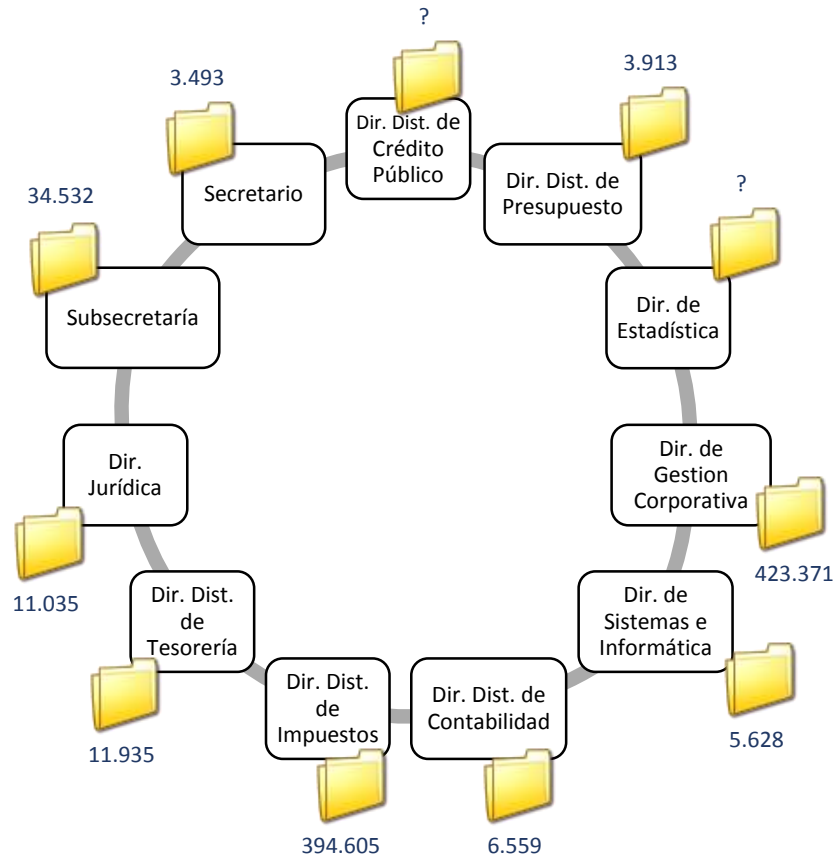 ?
Dir. Dist. de
Crédito
Público
3.913
Dir. Dist. de
Presupuesto
?
Dir. de
Estadística
Dir. de
Gestion
Corporativa
423.371
Dir. de
Sistemas e
Informática
5.628
Dir. Dist. de
Contabilidad
6.559
Dir. Dist.
de
Impuestos
394.605
Dir. Dist.
de
Tesorería
11.935
Dir.
Jurídica
11.035
Subsecretaría
34.532
Secretario
3.493